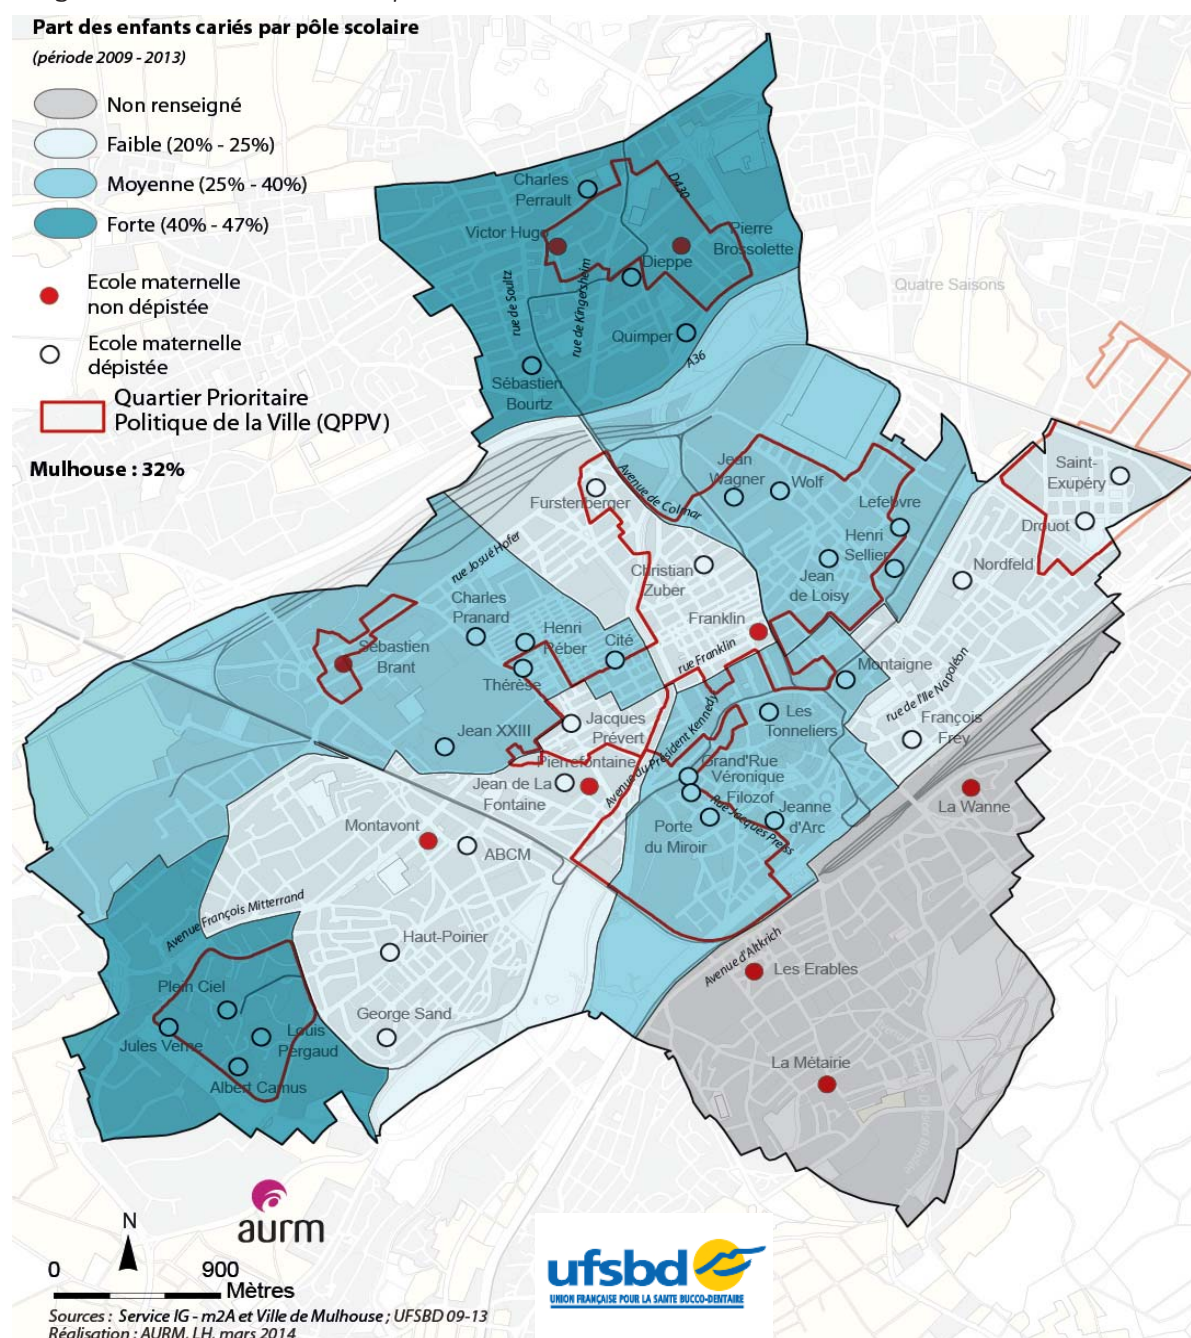 Part des enfants cariés par pôle scolaire
(période 2009 - 2013)
Non renseigné
Faible (20% - 25%)
Moyenne (25% - 40%)
Forte (40% - 47%)
Ecole maternelle
non dépistée
Ecole maternelle
dépistée
Quartier Prioritaire
Politique de la Ville (QPPV)
Mulhouse : 32%
Charles
Perrault
D430
Victor Hugo
Pierre
Brossolette
Dieppe
rue de Soultz
rue de Kingersheim
Quimper
A36
Sébastien
Bourtz
Quatre Saisons
Avenue de Colmar
Furstenberger
Jean
Wagner
Wolf
Lefebvre
Henri
Sellier
Jean
de Loisy
Saint-
Exupéry
Drouot
Nordfeld
rue Josué Hofer
Christian
Zuber
Charles
Pranard
Henri
Réber
Cité
Franklin
rue Franklin
Sébastien
Brant
Thérèse
Montaigne
rue de l'Ile Napoléon
Jean XXIII
Jacques
Prévert
Avenue du Président Kennedy
Les
Tonneliers
François
Frey
Pierrefontaine
Jean de La
Fontaine
Grand'Rue
Véronique
Filozof
rue Jacques Preiss
Jeanne
d'Arc
Porte
du Miroir
La Wanne
Montavont
ABCM
Avenue François Mitterrand
Haut-Poirier
Avenue d'Altkrich
Les Erables
Plein Ciel
George Sand
Jules Verne
Louis
Pergaud
Albert Camus
La Métairie
N
aurm
0 900
Mètres
ufsbd
UNION FRANÇAISE POUR LA SANTE BUCCO-DENTAIRE
Sources : Service IG - m2A et Ville de Mulhouse ; UFSBD 09-13
Réalisation : AURM, LH, mars 2014